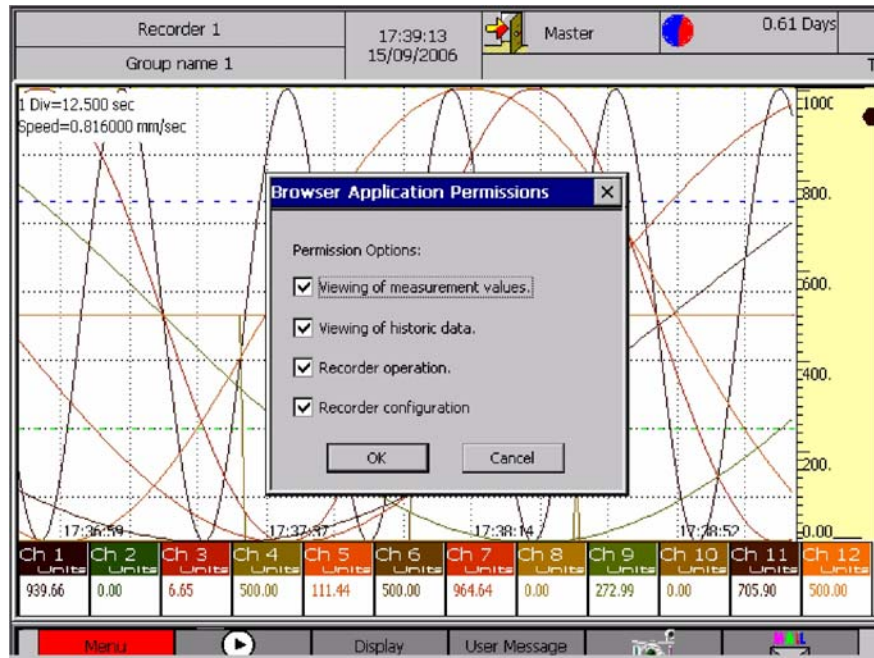 Recorder 1
Group name 1
17:39:13
15/09/2006
Master
0.61 Days
T
1 Div=12.500 sec
Speed=0.816000 mm/sec
Browser Application Permissions
Permission Options:
Viewing of measurement values.
Viewing of historic data.
Recorder operation.
Recorder configuration
OK Cancel
800.
600.
400.
200.
0.00
17:36:59 17:37:37 17:38:14 17:38:52
Ch 1 Ch 2 Ch 3 Ch 4 Ch 5 Ch 6 Ch 7 Ch 8 Ch 9 Ch 10 Ch 11 Ch 12
Units Units Units Units Units Units Units Units Units Units Units Units
939.66 0.00 6.65 500.00 111.44 500.00 964.64 0.00 272.99 0.00 705.90 500.00
Menu Display User Message MAIL